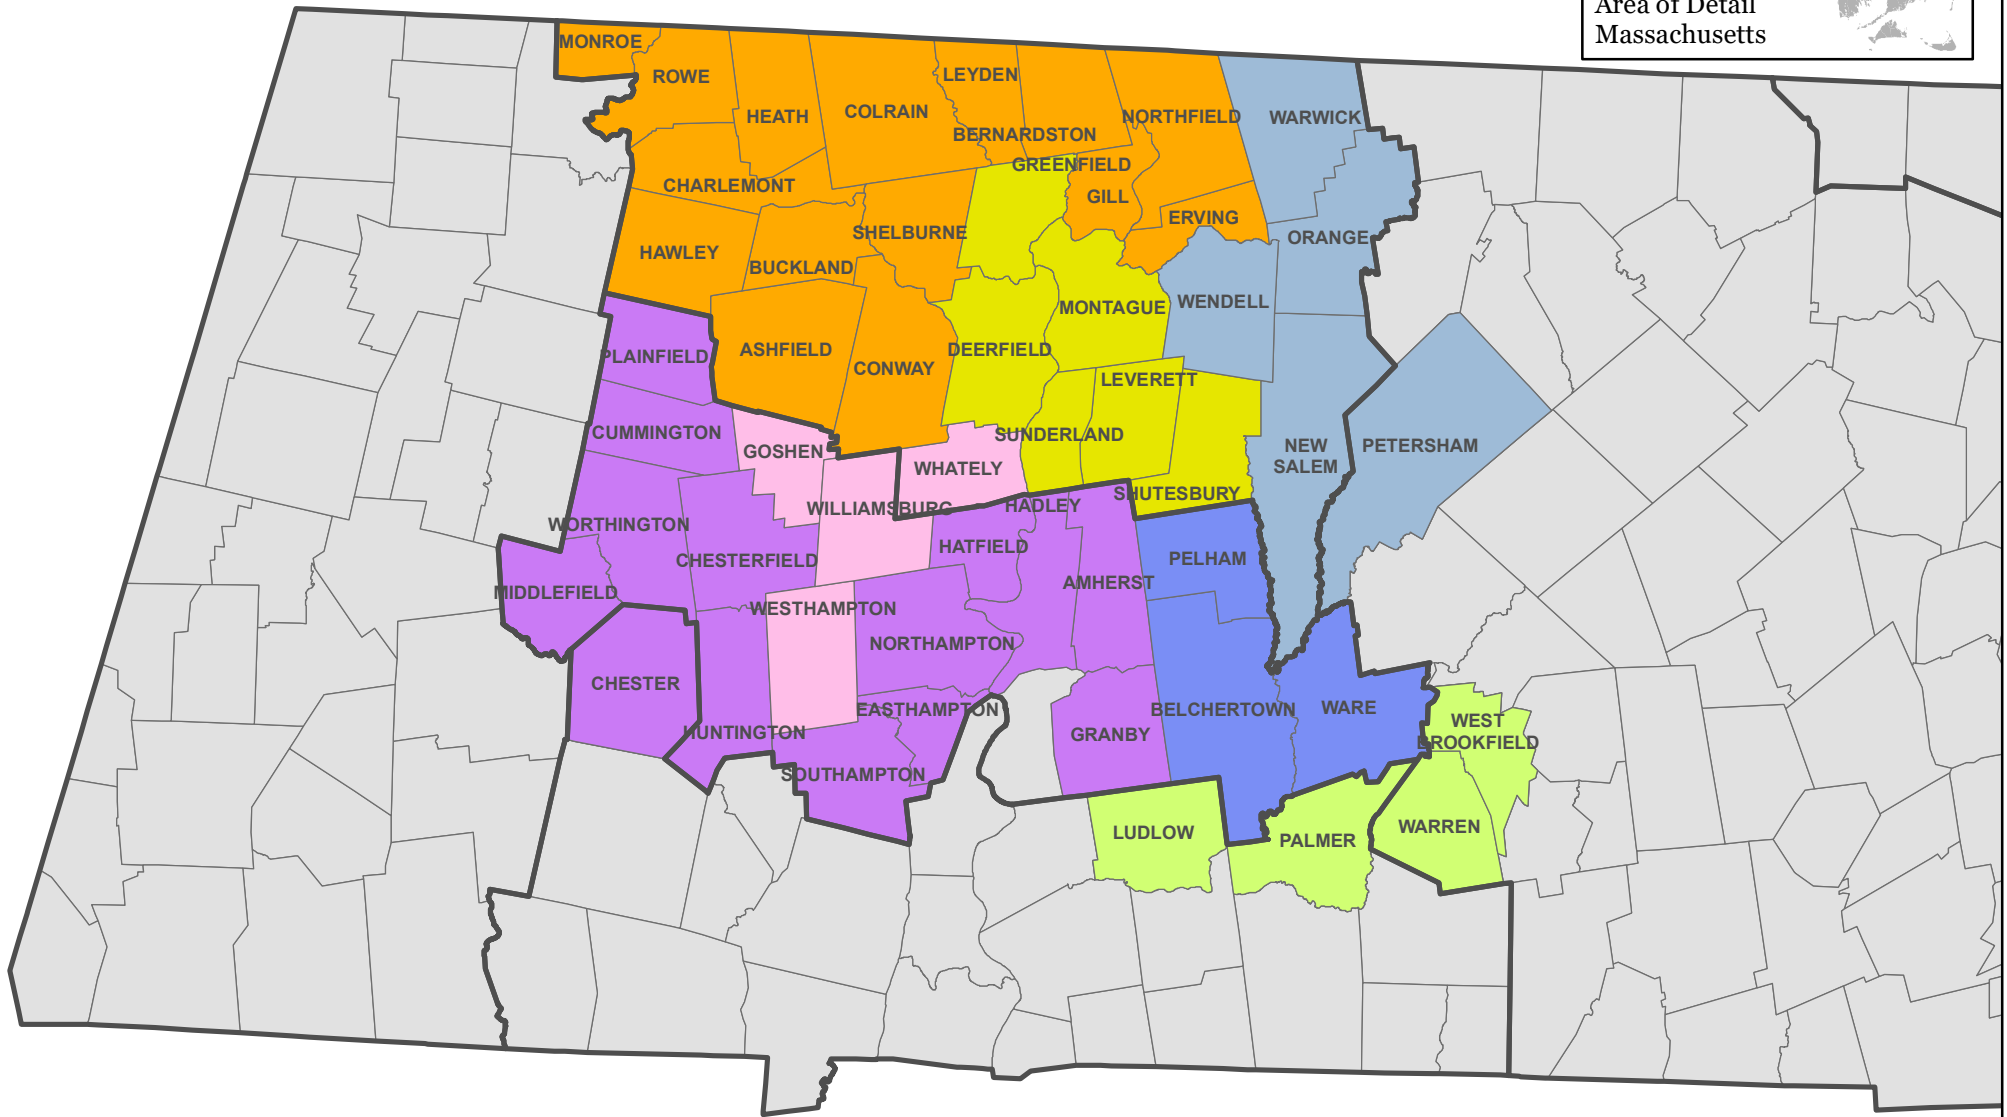 Area of Detail
Massachusetts
MONROE
ROWE
LEYDEN
HEATH
COLRAIN
NORTHFIELD
WARWICK
BERNARDSTON
GREENFIELD
CHARLEMONT
GILL
ERVING
SHELBURNE
ORANGE
HAWLEY
BUCKLAND
WENDELL
MONTAGUE
PLAINFIELD
ASHFIELD
DEERFIELD
CONWAY
LEVERETT
CUMMINGTON
SUNDERLAND
GOSHEN
NEW
SALEM
PETERSHAM
WHATELY
SHUTESBURY
WILLIAMSBURG
HADLEY
WORTHINGTON
HATFIELD
CHESTERFIELD
PELHAM
AMHERST
MIDDLEFIELD
WESTHAMPTON
NORTHAMPTON
CHESTER
EASTHAMPTON
BELCHERTOWN
WARE
WEST
BROOKFIELD
HUNTINGTON
GRANBY
SOUTHAMPTON
LUDLOW
PALMER
WARREN